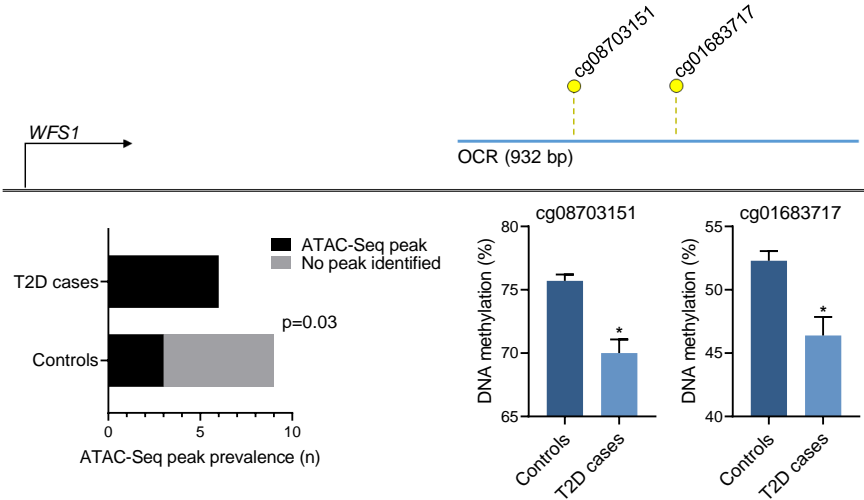 cg08703151
cg01683717
WFS1
OCR (932 bp)
ATAC-Seq peak
No peak identified
T2D cases
Controls
p=0.03
0
5
10
ATAC-Seq peak prevalence (n)
cg08703151
DNA methylation (%)
80
75
70
65
*
Controls
T2D cases
cg01683717
DNA methylation (%)
55
50
45
40
*
Controls
T2D cases